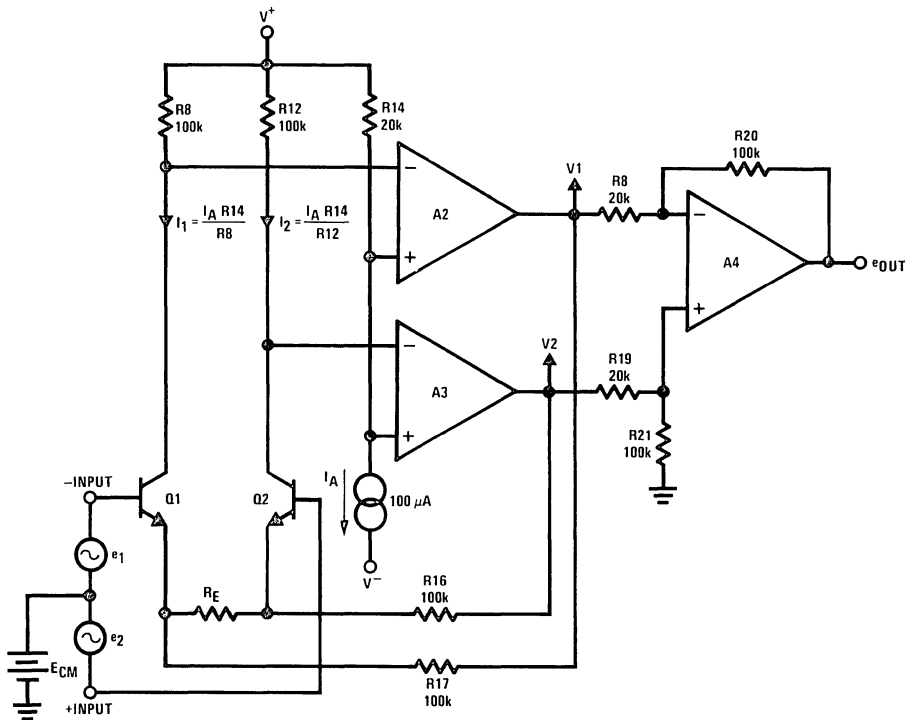 V+
R8
100k
R12
100k
R14
20k
R20
100k
V1
R8
20k
−
A2
+
I1 = IA R14 / R8
I2 = IA R14 / R12
−
A4
+
eOUT
V2
−
A3
+
R19
20k
R21
100k
IA
100 μA
V−
−INPUT
Q1
Q2
e1
RE
R16
100k
e2
ECM
R17
100k
+INPUT